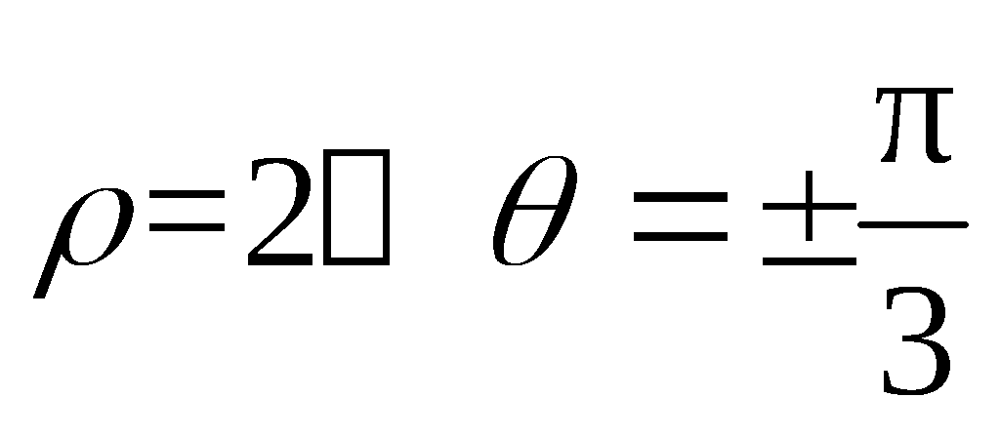 ρ=2□ θ = ±π/3